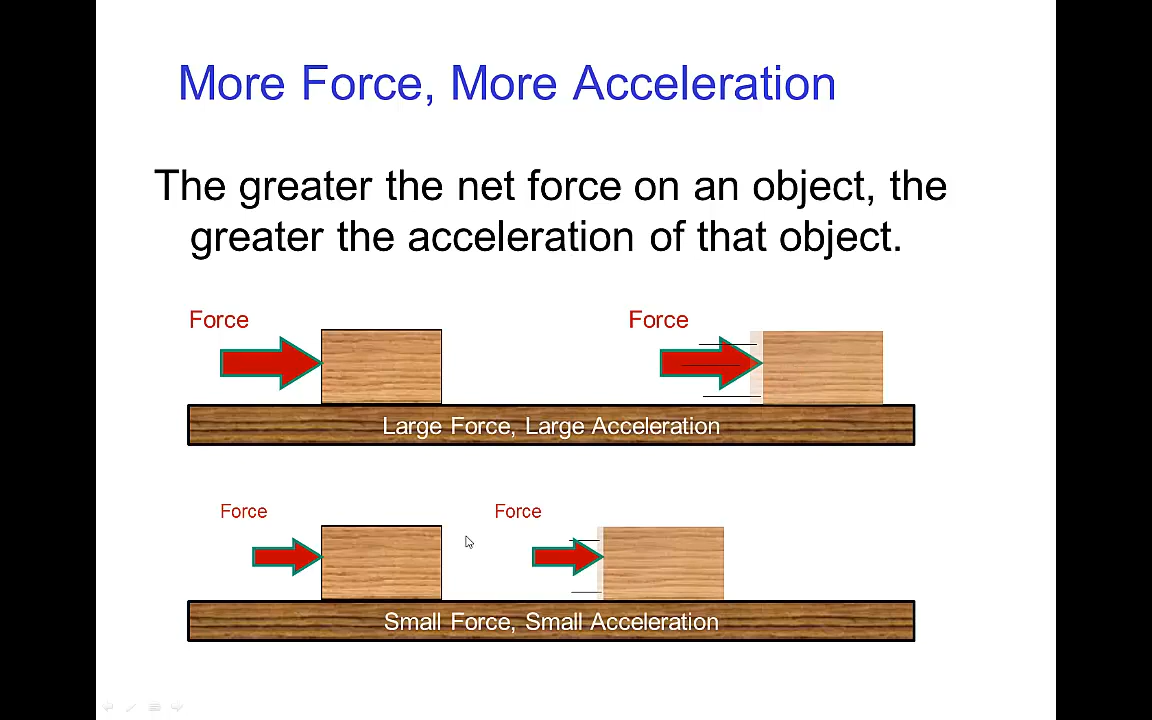 More Force, More Acceleration
The greater the net force on an object, the
greater the acceleration of that object.
Force
Force
Large Force, Large Acceleration
Force
Force
Small Force, Small Acceleration